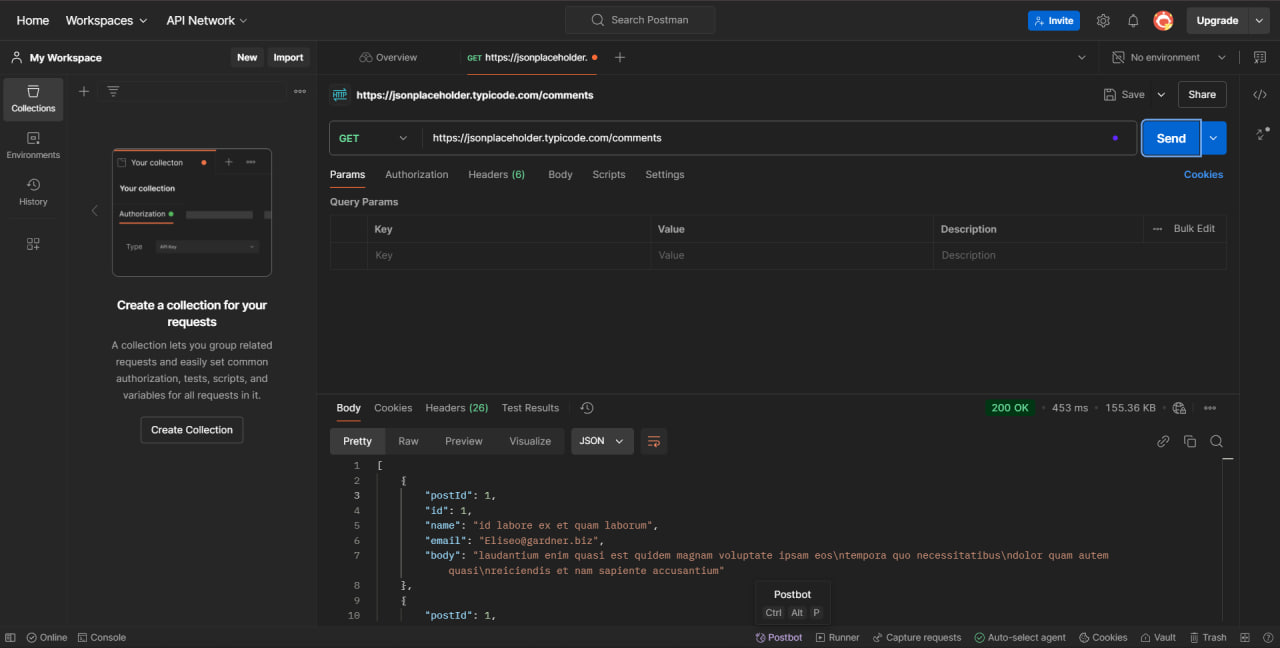 Home Workspaces API Network Search Postman Invite Upgrade
My Workspace New Import Overview GET https://jsonplaceholder. No environment
Collections
Environments
History
Your collecton
Your collection
Authorization
Type API-Key
Create a collection for your
requests
A collection lets you group related
requests and easily set common
authorization, tests, scripts, and
variables for all requests in it.
Create Collection
HTTP https://jsonplaceholder.typicode.com/comments Save Share
GET https://jsonplaceholder.typicode.com/comments Send
Params Authorization Headers (6) Body Scripts Settings Cookies
Query Params
Key Value Description Bulk Edit
Key Value Description
Body Cookies Headers (26) Test Results 200 OK 453 ms 155.36 KB
Pretty Raw Preview Visualize JSON
1 [
2 {
3 "postId": 1,
4 "id": 1,
5 "name": "id labore ex et quam laborum",
6 "email": "Eliseo@gardner.biz",
7 "body": "laudantium enim quasi est quidem magnam voluptate ipsam eos\ntempora quo necessitatibus\ndolor quam autem
quasi\nreiciendis et nam sapiente accusantium"
8 },
9 {
10 "postId": 1,
Postbot
Ctrl Alt P
Online Console Postbot Runner Capture requests Auto-select agent Cookies Vault Trash